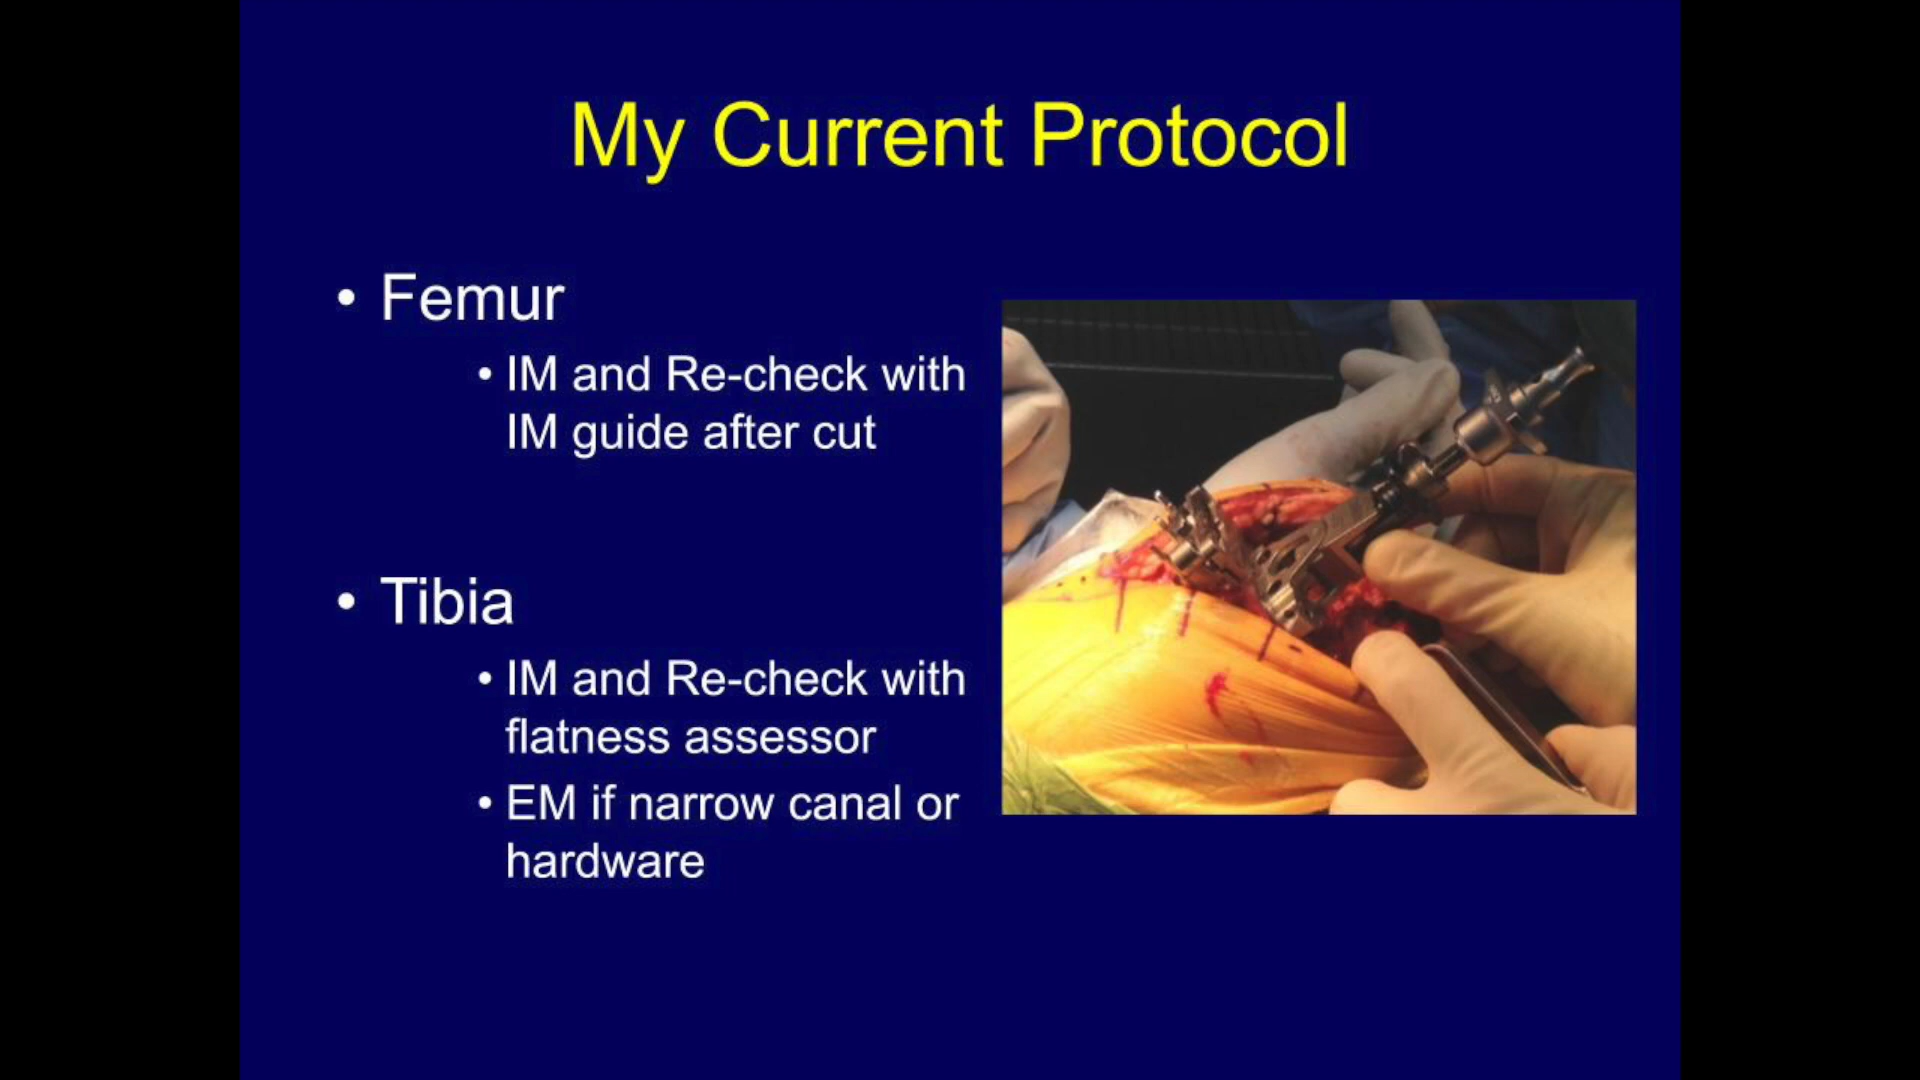 My Current Protocol
• Femur
• IM and Re-check with
IM guide after cut
• Tibia
• IM and Re-check with
flatness assessor
• EM if narrow canal or
hardware